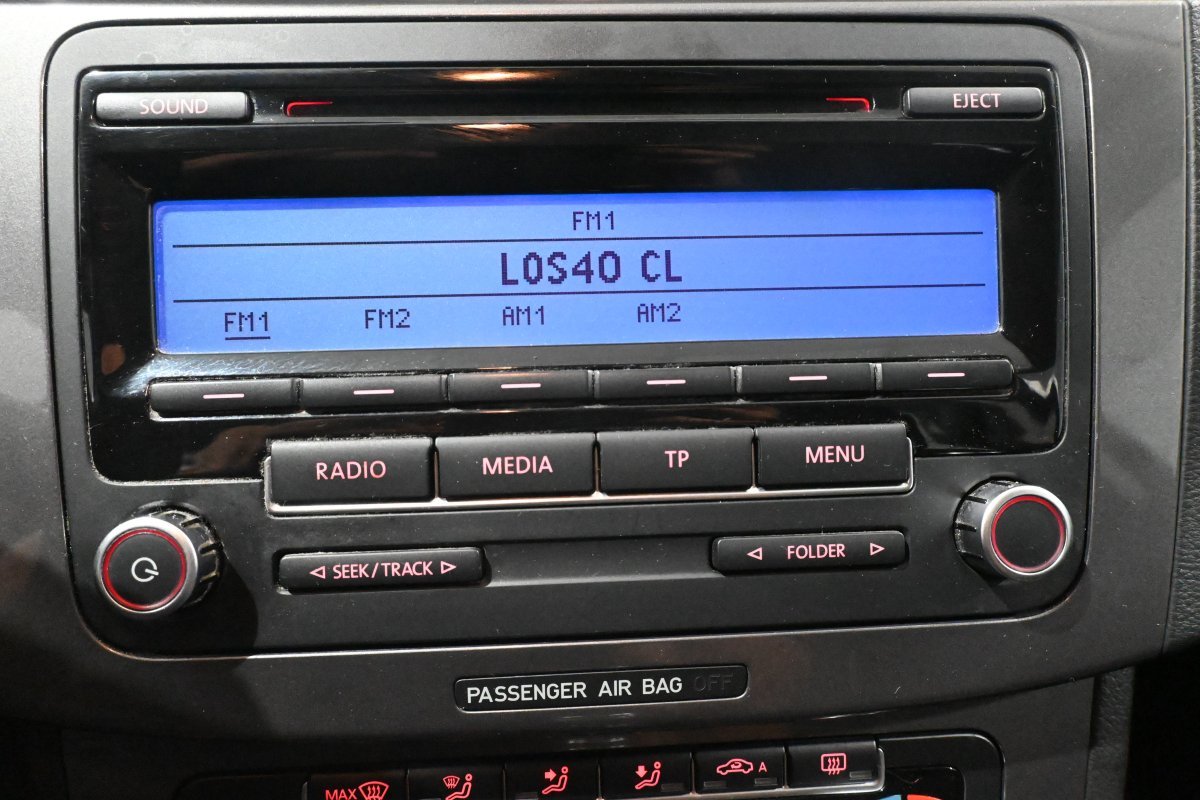 SOUND
EJECT
FM1
LOS40 CL
FM1 FM2 AM1 AM2
RADIO MEDIA TP MENU
◁ SEEK/TRACK ▷
◁ FOLDER ▷
PASSENGER AIR BAG OFF
MAX
A